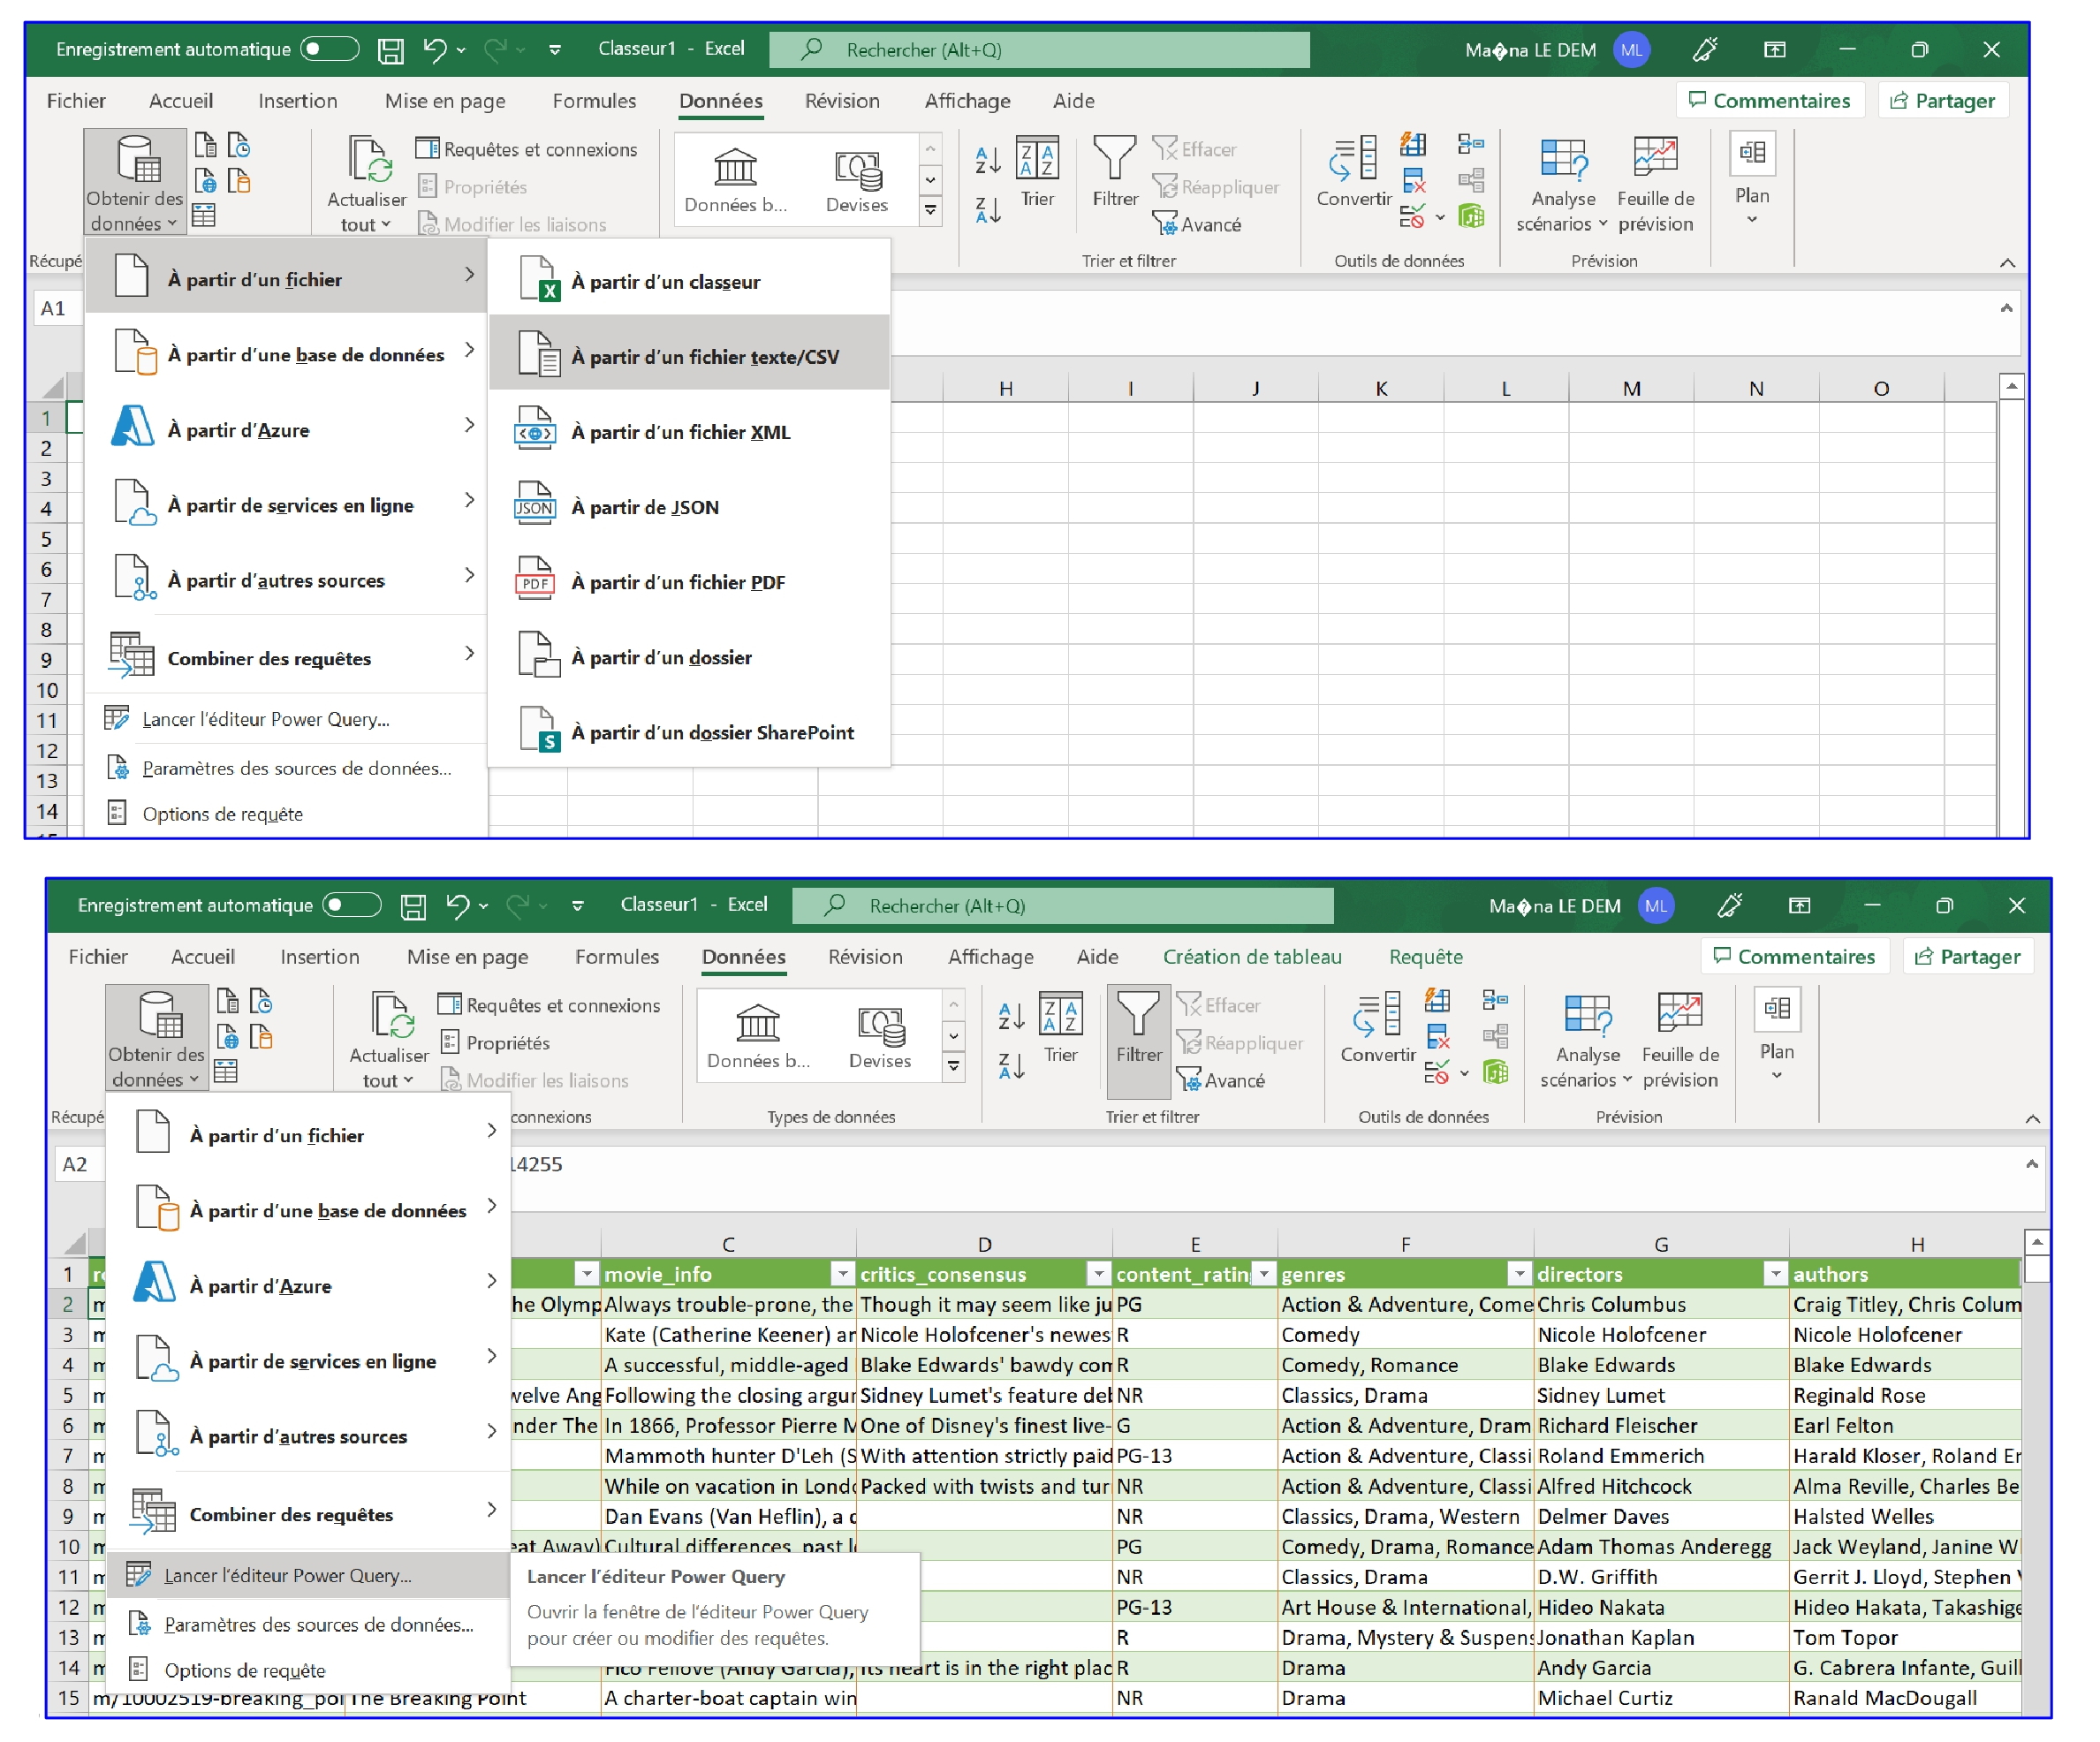 Enregistrement automatique Classeur1 - Excel Rechercher (Alt+Q) Ma�na LE DEM ML
Fichier Accueil Insertion Mise en page Formules Données Révision Affichage Aide Commentaires Partager
Obtenir des données
Actualiser tout
Requêtes et connexions
Propriétés
Modifier les liaisons
Données b... Devises
Trier
Filtrer
Effacer
Réappliquer
Avancé
Convertir
Analyse scénarios
Feuille de prévision
Plan
Récupé Trier et filtrer Outils de données Prévision
A1
À partir d'un fichier
À partir d'une base de données
À partir d'Azure
À partir de services en ligne
À partir d'autres sources
Combiner des requêtes
Lancer l'éditeur Power Query...
Paramètres des sources de données...
Options de requête
À partir d'un classeur
À partir d'un fichier texte/CSV
À partir d'un fichier XML
JSON À partir de JSON
PDF À partir d'un fichier PDF
À partir d'un dossier
À partir d'un dossier SharePoint
H I J K L M N O
1
2
3
4
5
6
7
8
9
10
11
12
13
14
Enregistrement automatique Classeur1 - Excel Rechercher (Alt+Q) Ma�na LE DEM ML
Fichier Accueil Insertion Mise en page Formules Données Révision Affichage Aide Création de tableau Requête Commentaires Partager
Obtenir des données
Actualiser tout
Requêtes et connexions
Propriétés
Modifier les liaisons
Données b... Devises
Trier
Filtrer
Effacer
Réappliquer
Avancé
Convertir
Analyse scénarios
Feuille de prévision
Plan
Récupé connexions Types de données Trier et filtrer Outils de données Prévision
A2 14255
À partir d'un fichier
À partir d'une base de données
À partir d'Azure
À partir de services en ligne
À partir d'autres sources
Combiner des requêtes
Lancer l'éditeur Power Query...
Paramètres des sources de données...
Options de requête
Lancer l'éditeur Power Query
Ouvrir la fenêtre de l'éditeur Power Query
pour créer ou modifier des requêtes.
C D E F G H
1 movie_info critics_consensus content_rating genres directors authors
2 he Olymp Always trouble-prone, the Though it may seem like ju PG Action & Adventure, Come Chris Columbus Craig Titley, Chris Colum
3 Kate (Catherine Keener) ar Nicole Holofcener's newes R Comedy Nicole Holofcener Nicole Holofcener
4 A successful, middle-aged Blake Edwards' bawdy com R Comedy, Romance Blake Edwards Blake Edwards
5 welve Ang Following the closing argur Sidney Lumet's feature deb NR Classics, Drama Sidney Lumet Reginald Rose
6 nder The In 1866, Professor Pierre M One of Disney's finest live- G Action & Adventure, Dram Richard Fleischer Earl Felton
7 Mammoth hunter D'Leh (S With attention strictly paid PG-13 Action & Adventure, Classi Roland Emmerich Harald Kloser, Roland Er
8 While on vacation in Londo Packed with twists and tur NR Action & Adventure, Classi Alfred Hitchcock Alma Reville, Charles Be
9 Dan Evans (Van Heflin), a c NR Classics, Drama, Western Delmer Daves Halsted Welles
10 eat Away) Cultural differences, past l PG Comedy, Drama, Romance Adam Thomas Anderegg Jack Weyland, Janine W
11 NR Classics, Drama D.W. Griffith Gerrit J. Lloyd, Stephen
12 PG-13 Art House & International, Hideo Nakata Hideo Hakata, Takashige
13 R Drama, Mystery & Suspens Jonathan Kaplan Tom Topor
14 Fico Fellove (Andy Garcia), Its heart is in the right plac R Drama Andy Garcia G. Cabrera Infante, Guill
15 m/10002519-breaking_poi The Breaking Point A charter-boat captain win NR Drama Michael Curtiz Ranald MacDougall